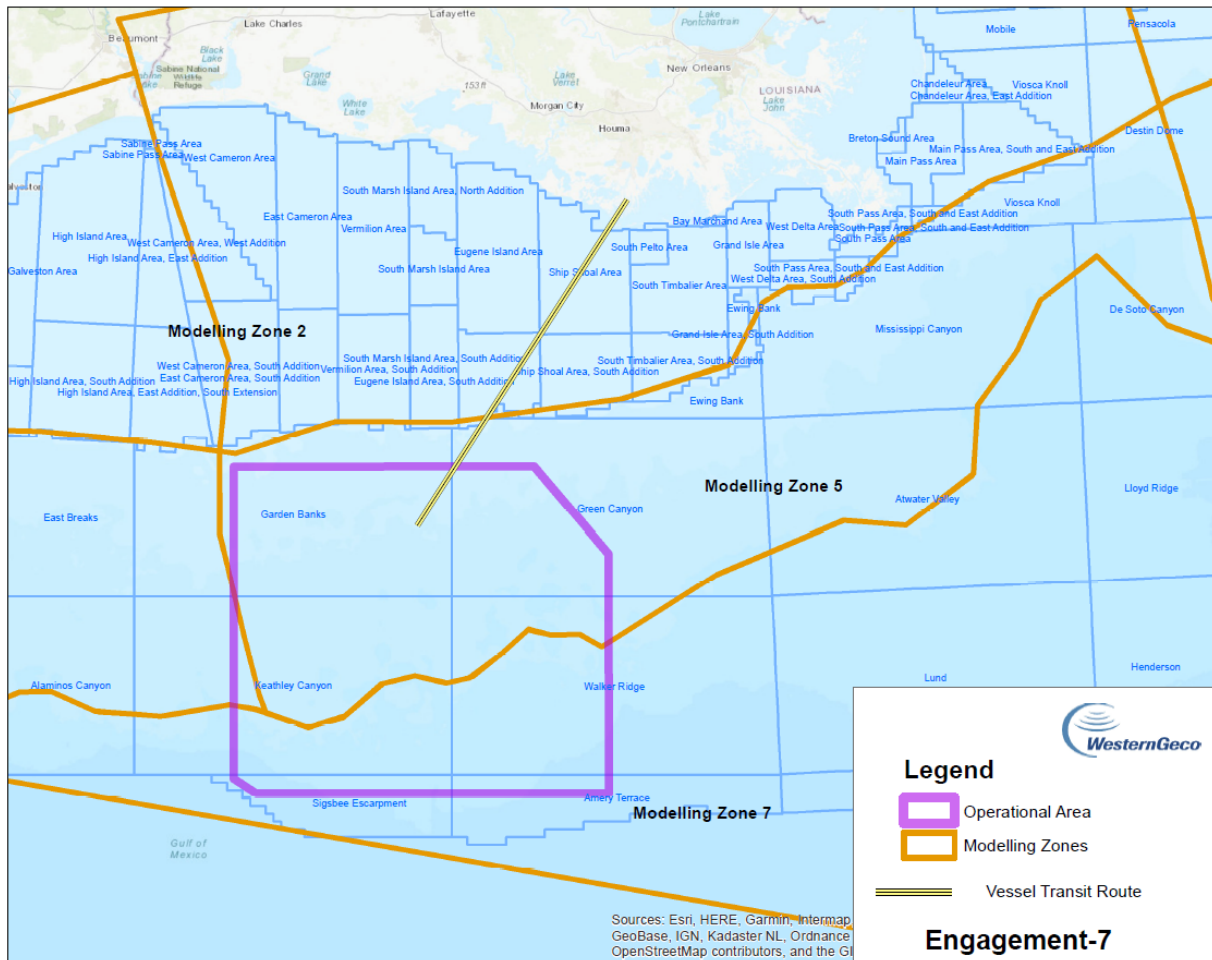 Lafayette
Lake Charles
Lake
Pontchartrain
Mobile
Pensacola
Beaumont
Black
Lake
Sabine National
Wildlife
Refuge
Grand
Lake
153 ft
Lake
Verret
New Orleans
LOUISIANA
Lake
John
White
Lake
Morgan City
Houma
Chandeleur Area
Viosca Knoll
Chandeleur Area, East Addition
Breton Sound Area
Destin Dome
Main Pass Area, South and East Addition
Main Pass Area
Sabine Pass Area
Sabine Pass Area
West Cameron Area
South Marsh Island Area, North Addition
East Cameron Area
Vermilion Area
Bay Marchand Area
West Delta Area
South Pass Area, South and East Addition
Viosca Knoll
South Pass Area, South and East Addition
South Pass Area
High Island Area
West Cameron Area, West Addition
High Island Area, East Addition
Eugene Island Area
South Pelto Area
Grand Isle Area
Galveston Area
South Marsh Island Area
Ship Shoal Area
South Pass Area, South and East Addition
West Delta Area, South Addition
South Timbalier Area
Ewing Bank
De Soto Canyon
Modelling Zone 2
Mississippi Canyon
Grand Isle Area, South Addition
West Cameron Area, South Addition
South Marsh Island Area, South Addition
South Timbalier Area, South Addition
High Island Area, South Addition
East Cameron Area, South Addition
Vermilion Area, South Addition
Eugene Island Area, South Addition
Ship Shoal Area, South Addition
High Island Area, East Addition, South Extension
Ewing Bank
Modelling Zone 5
East Breaks
Garden Banks
Green Canyon
Atwater Valley
Lloyd Ridge
Alaminos Canyon
Keathley Canyon
Walker Ridge
Lund
Henderson
Sigsbee Escarpment
Amery Terrace
Modelling Zone 7
Gulf of
Mexico
WesternGeco
Legend
Operational Area
Modelling Zones
Vessel Transit Route
Engagement-7
Sources: Esri, HERE, Garmin, Intermap
GeoBase, IGN, Kadaster NL, Ordnance
OpenStreetMap contributors, and the GI